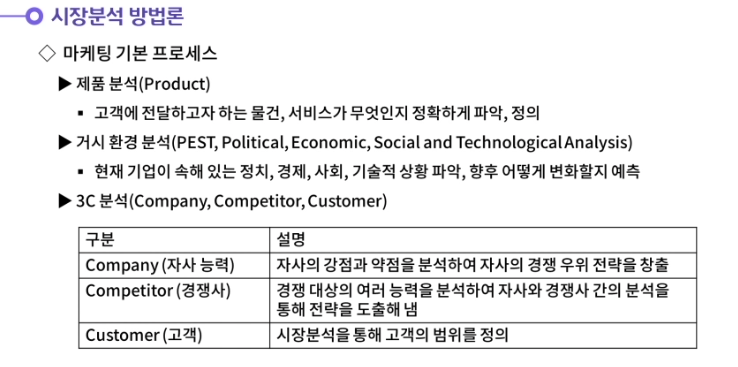 시장분석 방법론
◇ 마케팅 기본 프로세스
▶ 제품 분석(Product)
▪ 고객에 전달하고자 하는 물건, 서비스가 무엇인지 정확하게 파악, 정의
▶ 거시 환경 분석(PEST, Political, Economic, Social and Technological Analysis)
▪ 현재 기업이 속해 있는 정치, 경제, 사회, 기술적 상황 파악, 향후 어떻게 변화할지 예측
▶ 3C 분석(Company, Competitor, Customer)
구분 설명
Company (자사 능력) 자사의 강점과 약점을 분석하여 자사의 경쟁 우위 전략을 창출
Competitor (경쟁사) 경쟁 대상의 여러 능력을 분석하여 자사와 경쟁사 간의 분석을
통해 전략을 도출해 냄
Customer (고객) 시장분석을 통해 고객의 범위를 정의